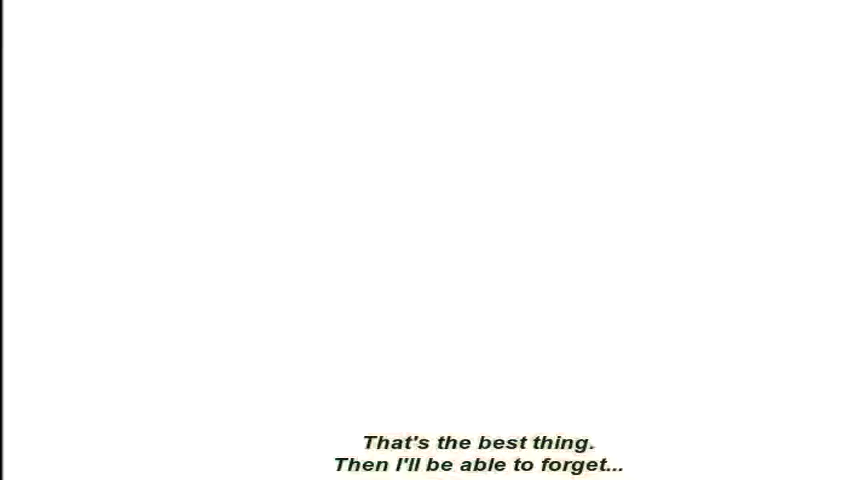 That's the best thing.
Then I'll be able to forget...